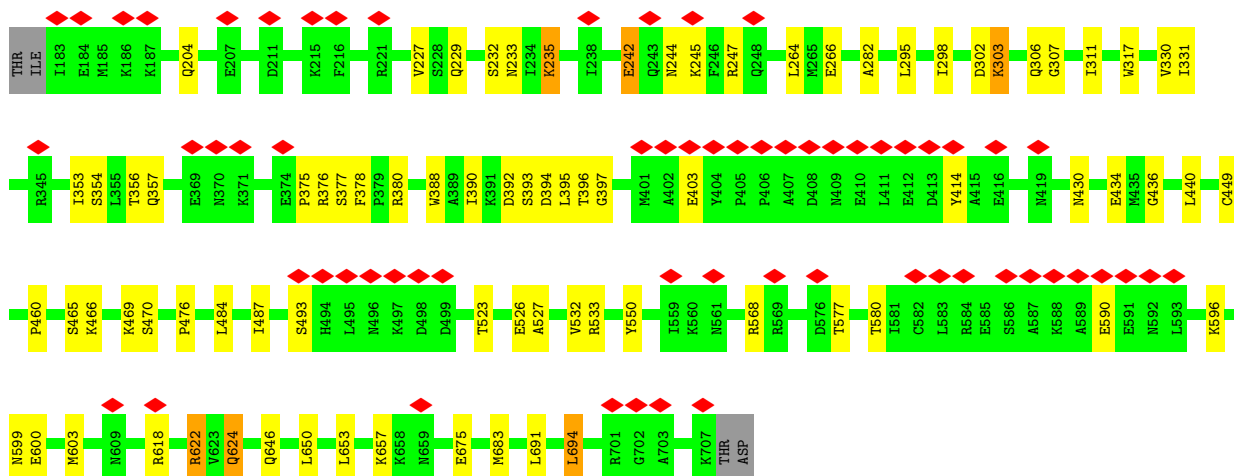 THR ILE I183 E184 M185 K186 K187 Q204 E207 D211 K215 F216 R221 V227 S228 Q229 S232 N233 I234 K235 I238 E242 Q243 N244 K245 F246 R247 Q248 L264 M265 E266 A282 L295 I298 D302 K303 Q306 G307 I311 W317 V330 I331
R345 I353 S354 L355 T356 Q357 E369 N370 K371 E374 P375 R376 S377 F378 P379 R380 W388 A389 I390 K391 D392 S393 D394 L395 T396 G397 M401 A402 E403 Y404 P405 P406 A407 D408 N409 E410 L411 E412 D413 Y414 A415 E416 N419 N430 E434 M435 G436 L440 C449
P460 S465 K466 K469 S470 P476 L484 I487 S493 H494 L495 N496 K497 D498 D499 T523 E526 A527 V532 R533 Y550 I559 K560 N561 R568 R569 D576 T577 T580 I581 C582 L583 R584 E585 S586 A587 K588 A589 E590 E591 N592 L593 K596
N599 E600 M603 N609 R618 R622 V623 Q624 Q646 L650 L653 K657 K658 N659 E675 M683 L691 L694 R701 G702 A703 K707 THR ASP